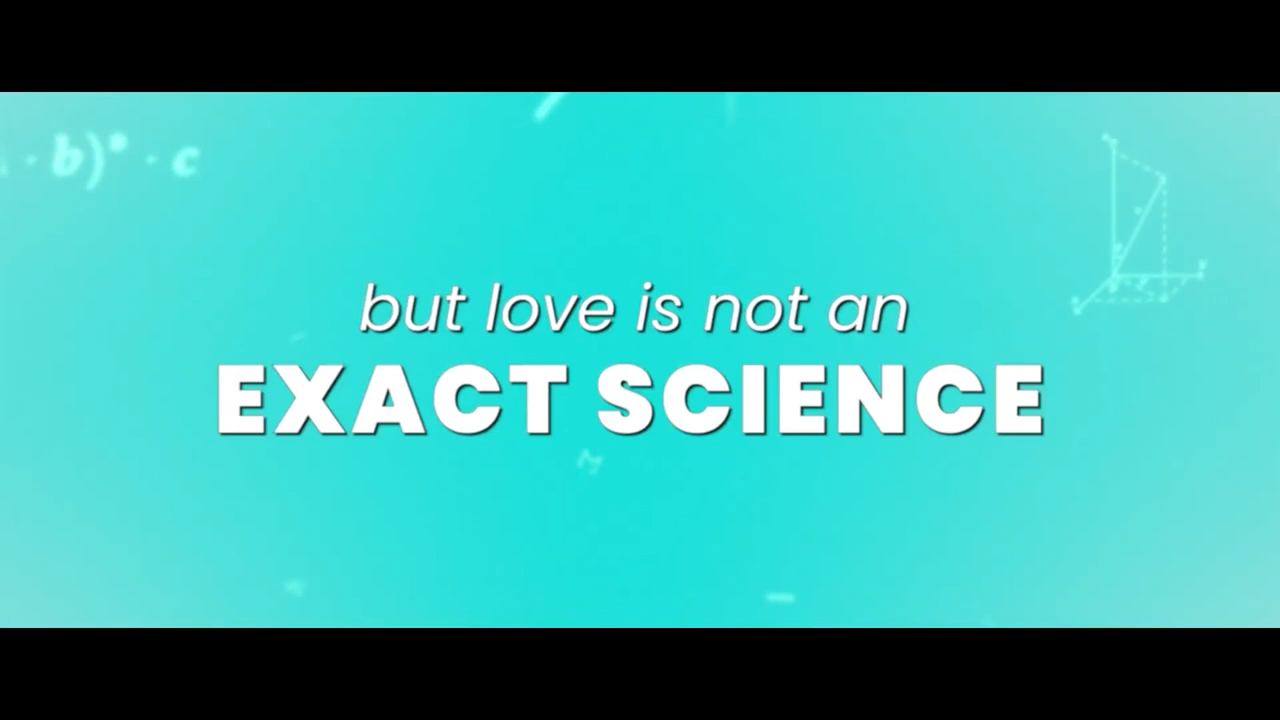 · b)• · c
but love is not an
EXACT SCIENCE